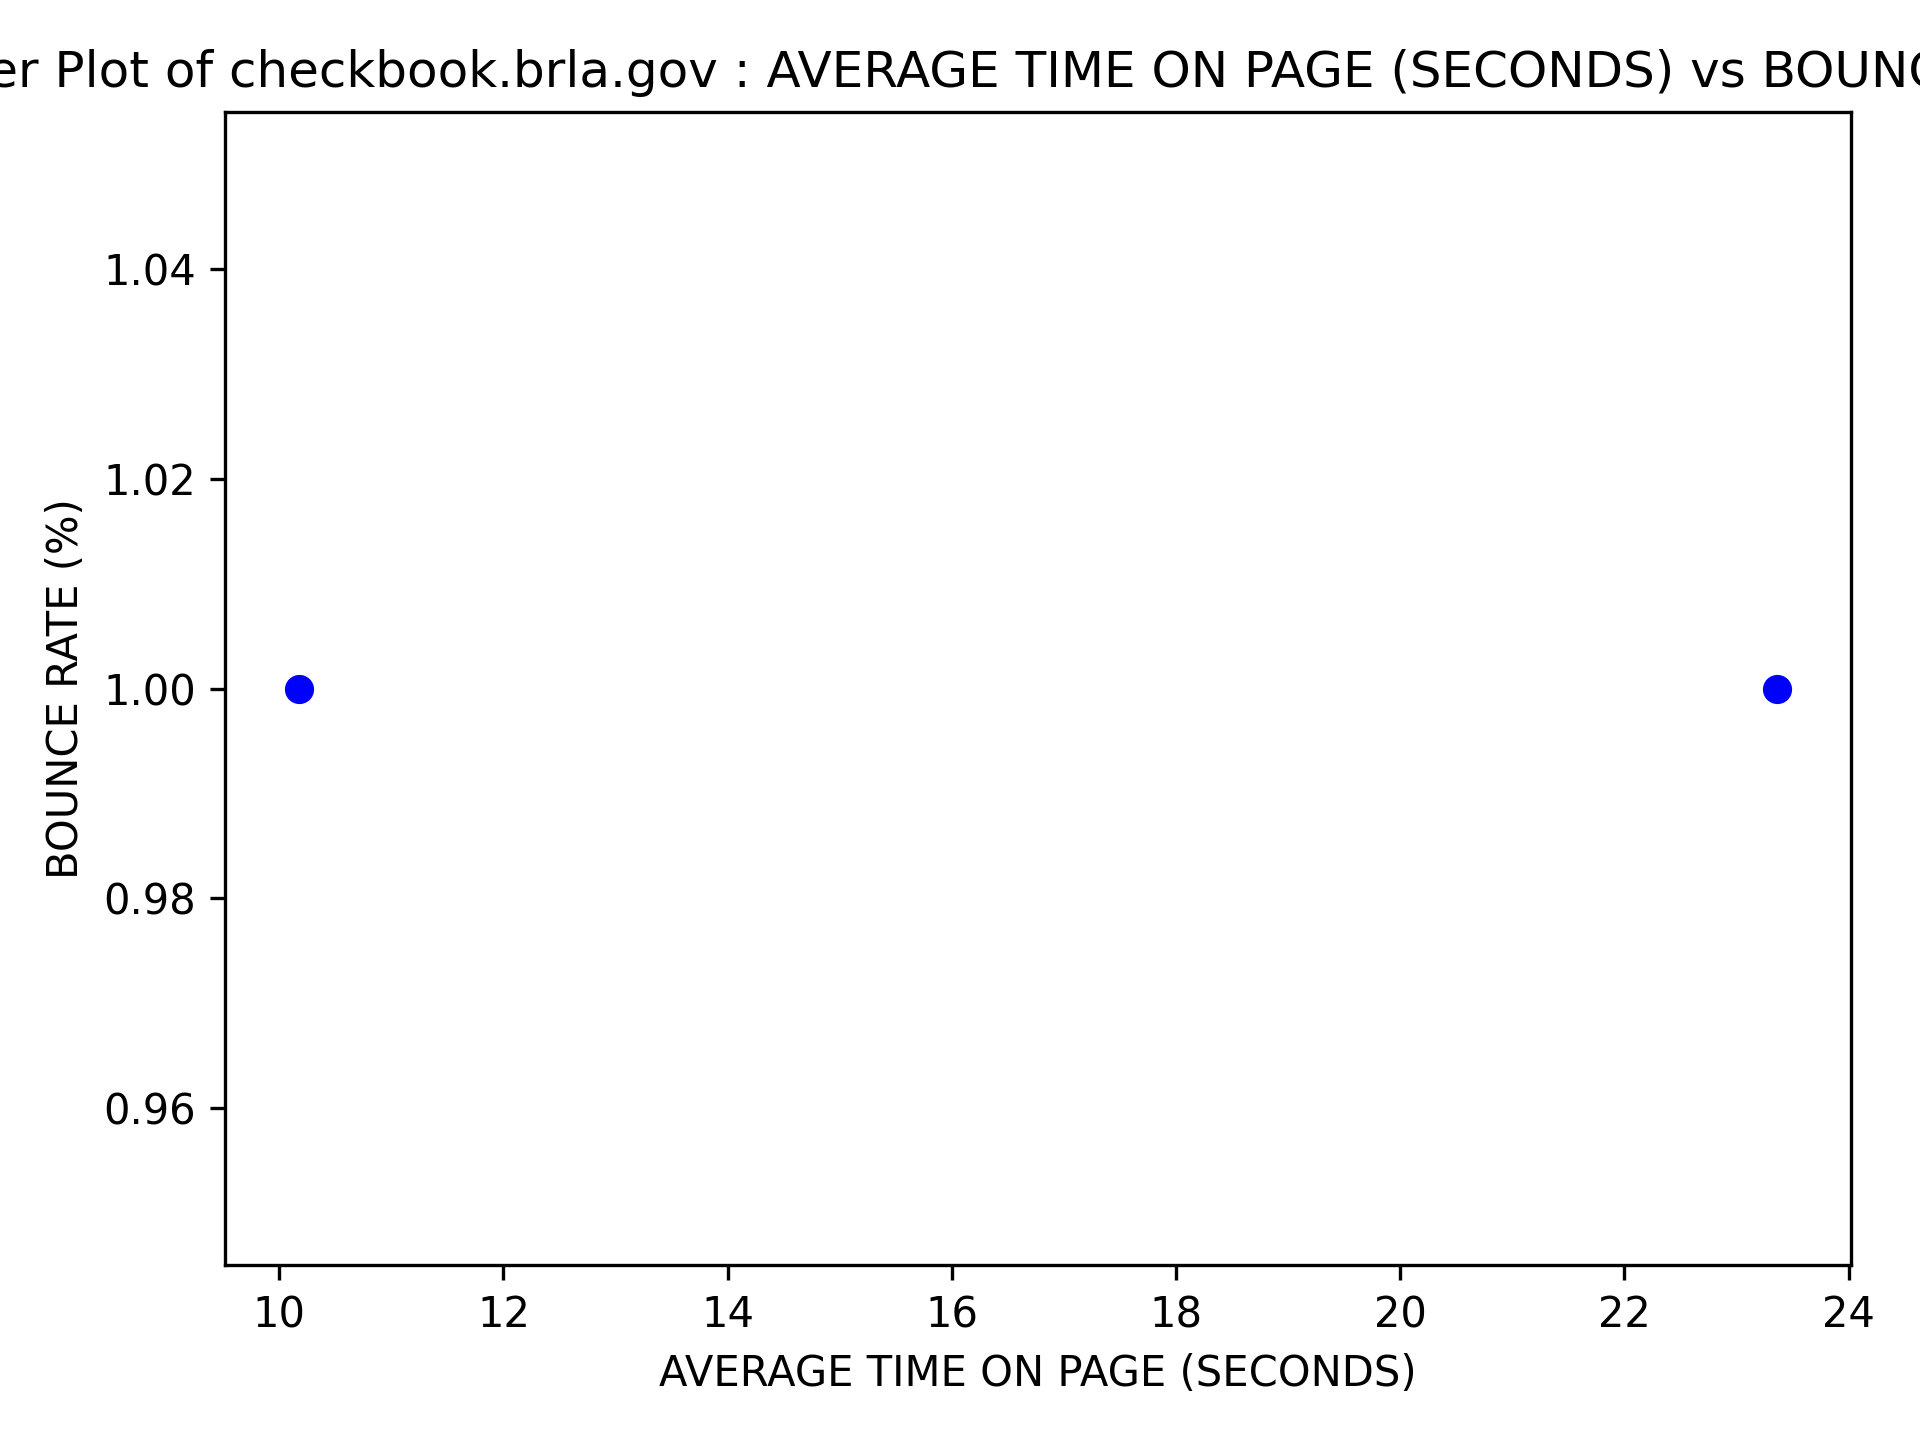 er Plot of checkbook.brla.gov : AVERAGE TIME ON PAGE (SECONDS) vs BOUNC
1.04
1.02
1.00
0.98
0.96
BOUNCE RATE (%)
10 12 14 16 18 20 22 24
AVERAGE TIME ON PAGE (SECONDS)